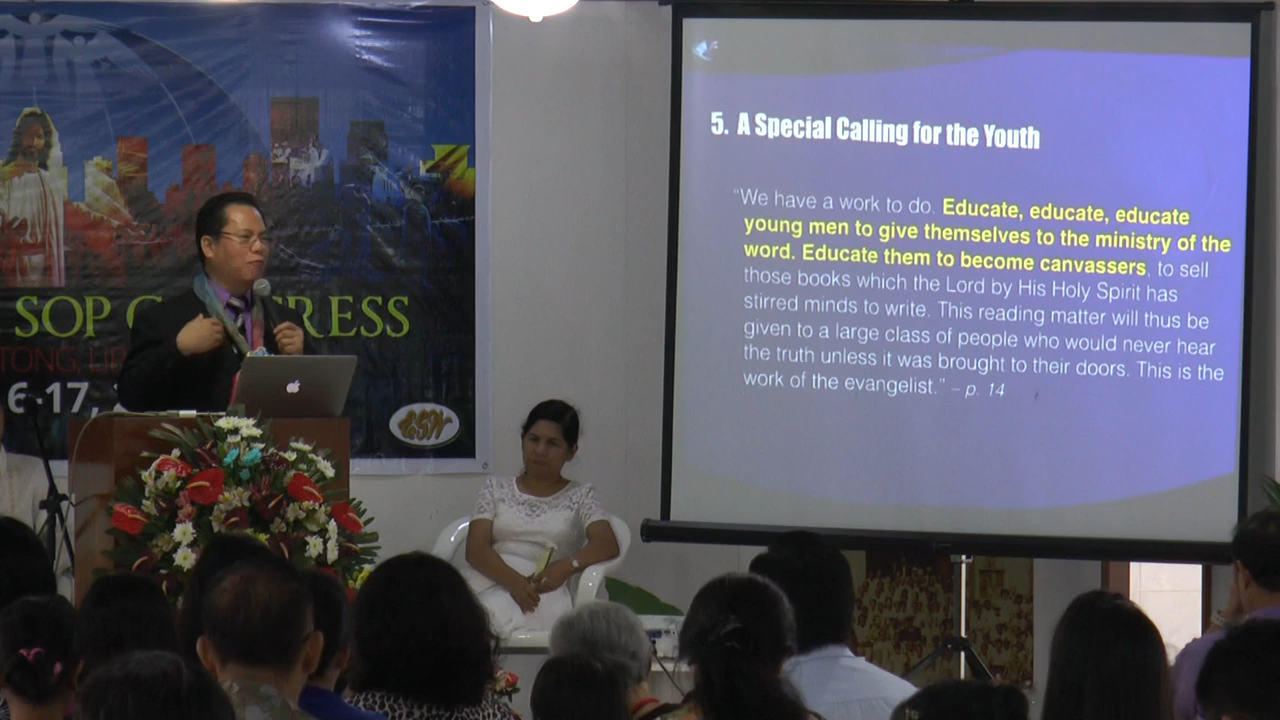 SOP
RESS
TONG, LIP
6-17,
5. A Special Calling for the Youth
“We have a work to do. Educate, educate, educate
young men to give themselves to the ministry of the
word. Educate them to become canvassers, to sell
those books which the Lord by His Holy Spirit has
stirred minds to write. This reading matter will thus be
given to a large class of people who would never hear
the truth unless it was brought to their doors. This is the
work of the evangelist.” – p. 14